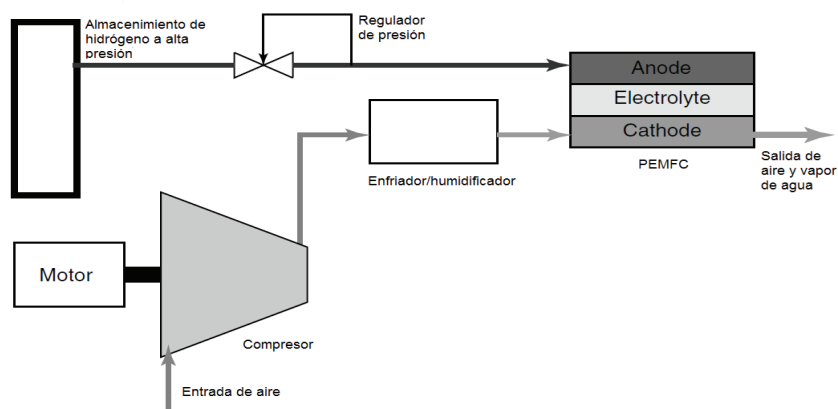 Almacenimiento de
hidrógeno a alta
presión
Regulador
de presión
Anode
Electrolyte
Cathode
PEMFC
Salida de
aire y vapor
de agua
Enfriador/humidificador
Motor
Compresor
Entrada de aire